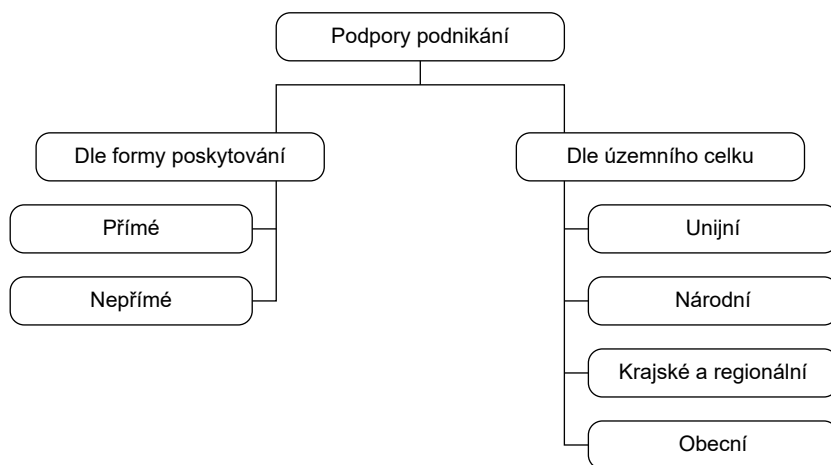 Podpory podnikání
Dle formy poskytování
Přímé
Nepřímé
Dle územního celku
Unijní
Národní
Krajské a regionální
Obecní